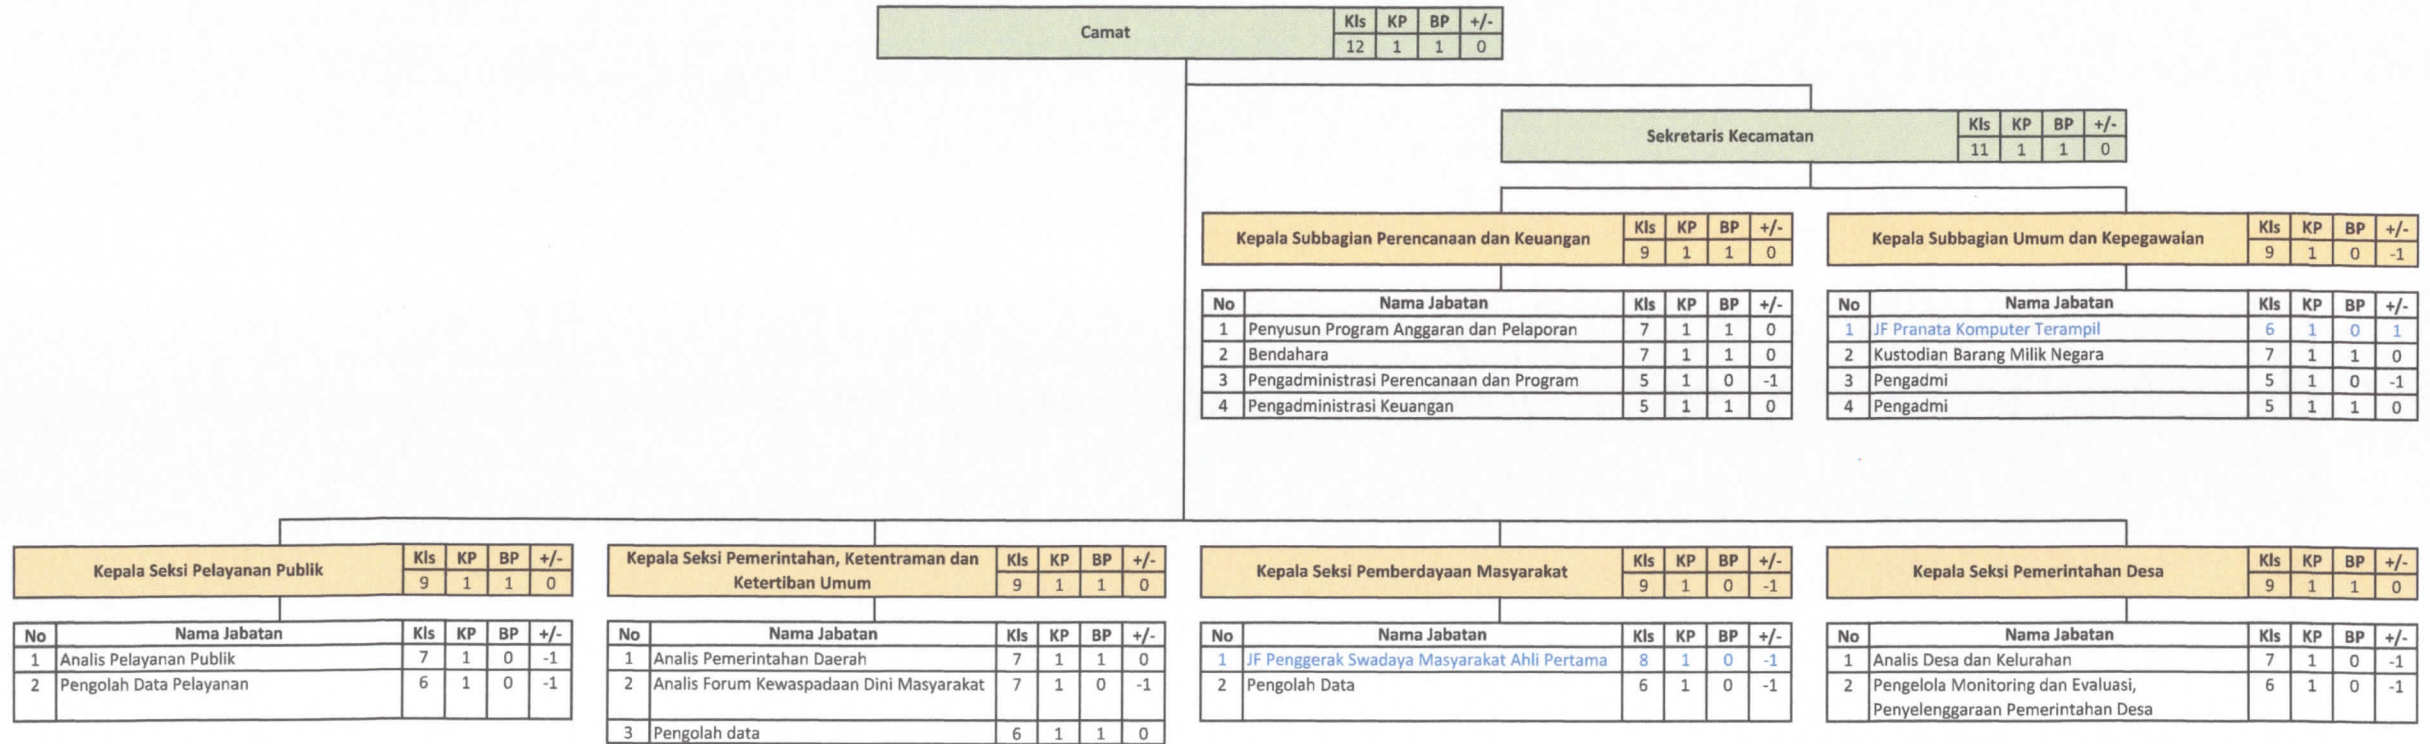 Camat Kls KP BP +/-
12 1 1 0
Sekretaris Kecamatan Kls KP BP +/-
11 1 1 0
Kepala Subbagian Perencanaan dan Keuangan Kls KP BP +/-
9 1 1 0
No Nama Jabatan Kls KP BP +/-
1 Penyusun Program Anggaran dan Pelaporan 7 1 1 0
2 Bendahara 7 1 1 0
3 Pengadministrasi Perencanaan dan Program 5 1 0 -1
4 Pengadministrasi Keuangan 5 1 1 0
Kepala Subbagian Umum dan Kepegawaian Kls KP BP +/-
9 1 0 -1
No Nama Jabatan Kls KP BP +/-
1 JF Pranata Komputer Terampil 6 1 0 1
2 Kustodian Barang Milik Negara 7 1 1 0
3 Pengadmi 5 1 0 -1
4 Pengadmi 5 1 1 0
Kepala Seksi Pelayanan Publik Kls KP BP +/-
9 1 1 0
No Nama Jabatan Kls KP BP +/-
1 Analis Pelayanan Publik 7 1 0 -1
2 Pengolah Data Pelayanan 6 1 0 -1
Kepala Seksi Pemerintahan, Ketentraman dan Kls KP BP +/-
Ketertiban Umum 9 1 1 0
No Nama Jabatan Kls KP BP +/-
1 Analis Pemerintahan Daerah 7 1 1 0
2 Analis Forum Kewaspadaan Dini Masyarakat 7 1 0 -1
3 Pengolah data 6 1 1 0
Kepala Seksi Pemberdayaan Masyarakat Kls KP BP +/-
9 1 0 -1
No Nama Jabatan Kls KP BP +/-
1 JF Penggerak Swadaya Masyarakat Ahli Pertama 8 1 0 -1
2 Pengolah Data 6 1 0 -1
Kepala Seksi Pemerintahan Desa Kls KP BP +/-
9 1 1 0
No Nama Jabatan Kls KP BP +/-
1 Analis Desa dan Kelurahan 7 1 0 -1
2 Pengelola Monitoring dan Evaluasi, 6 1 0 -1
Penyelenggaraan Pemerintahan Desa